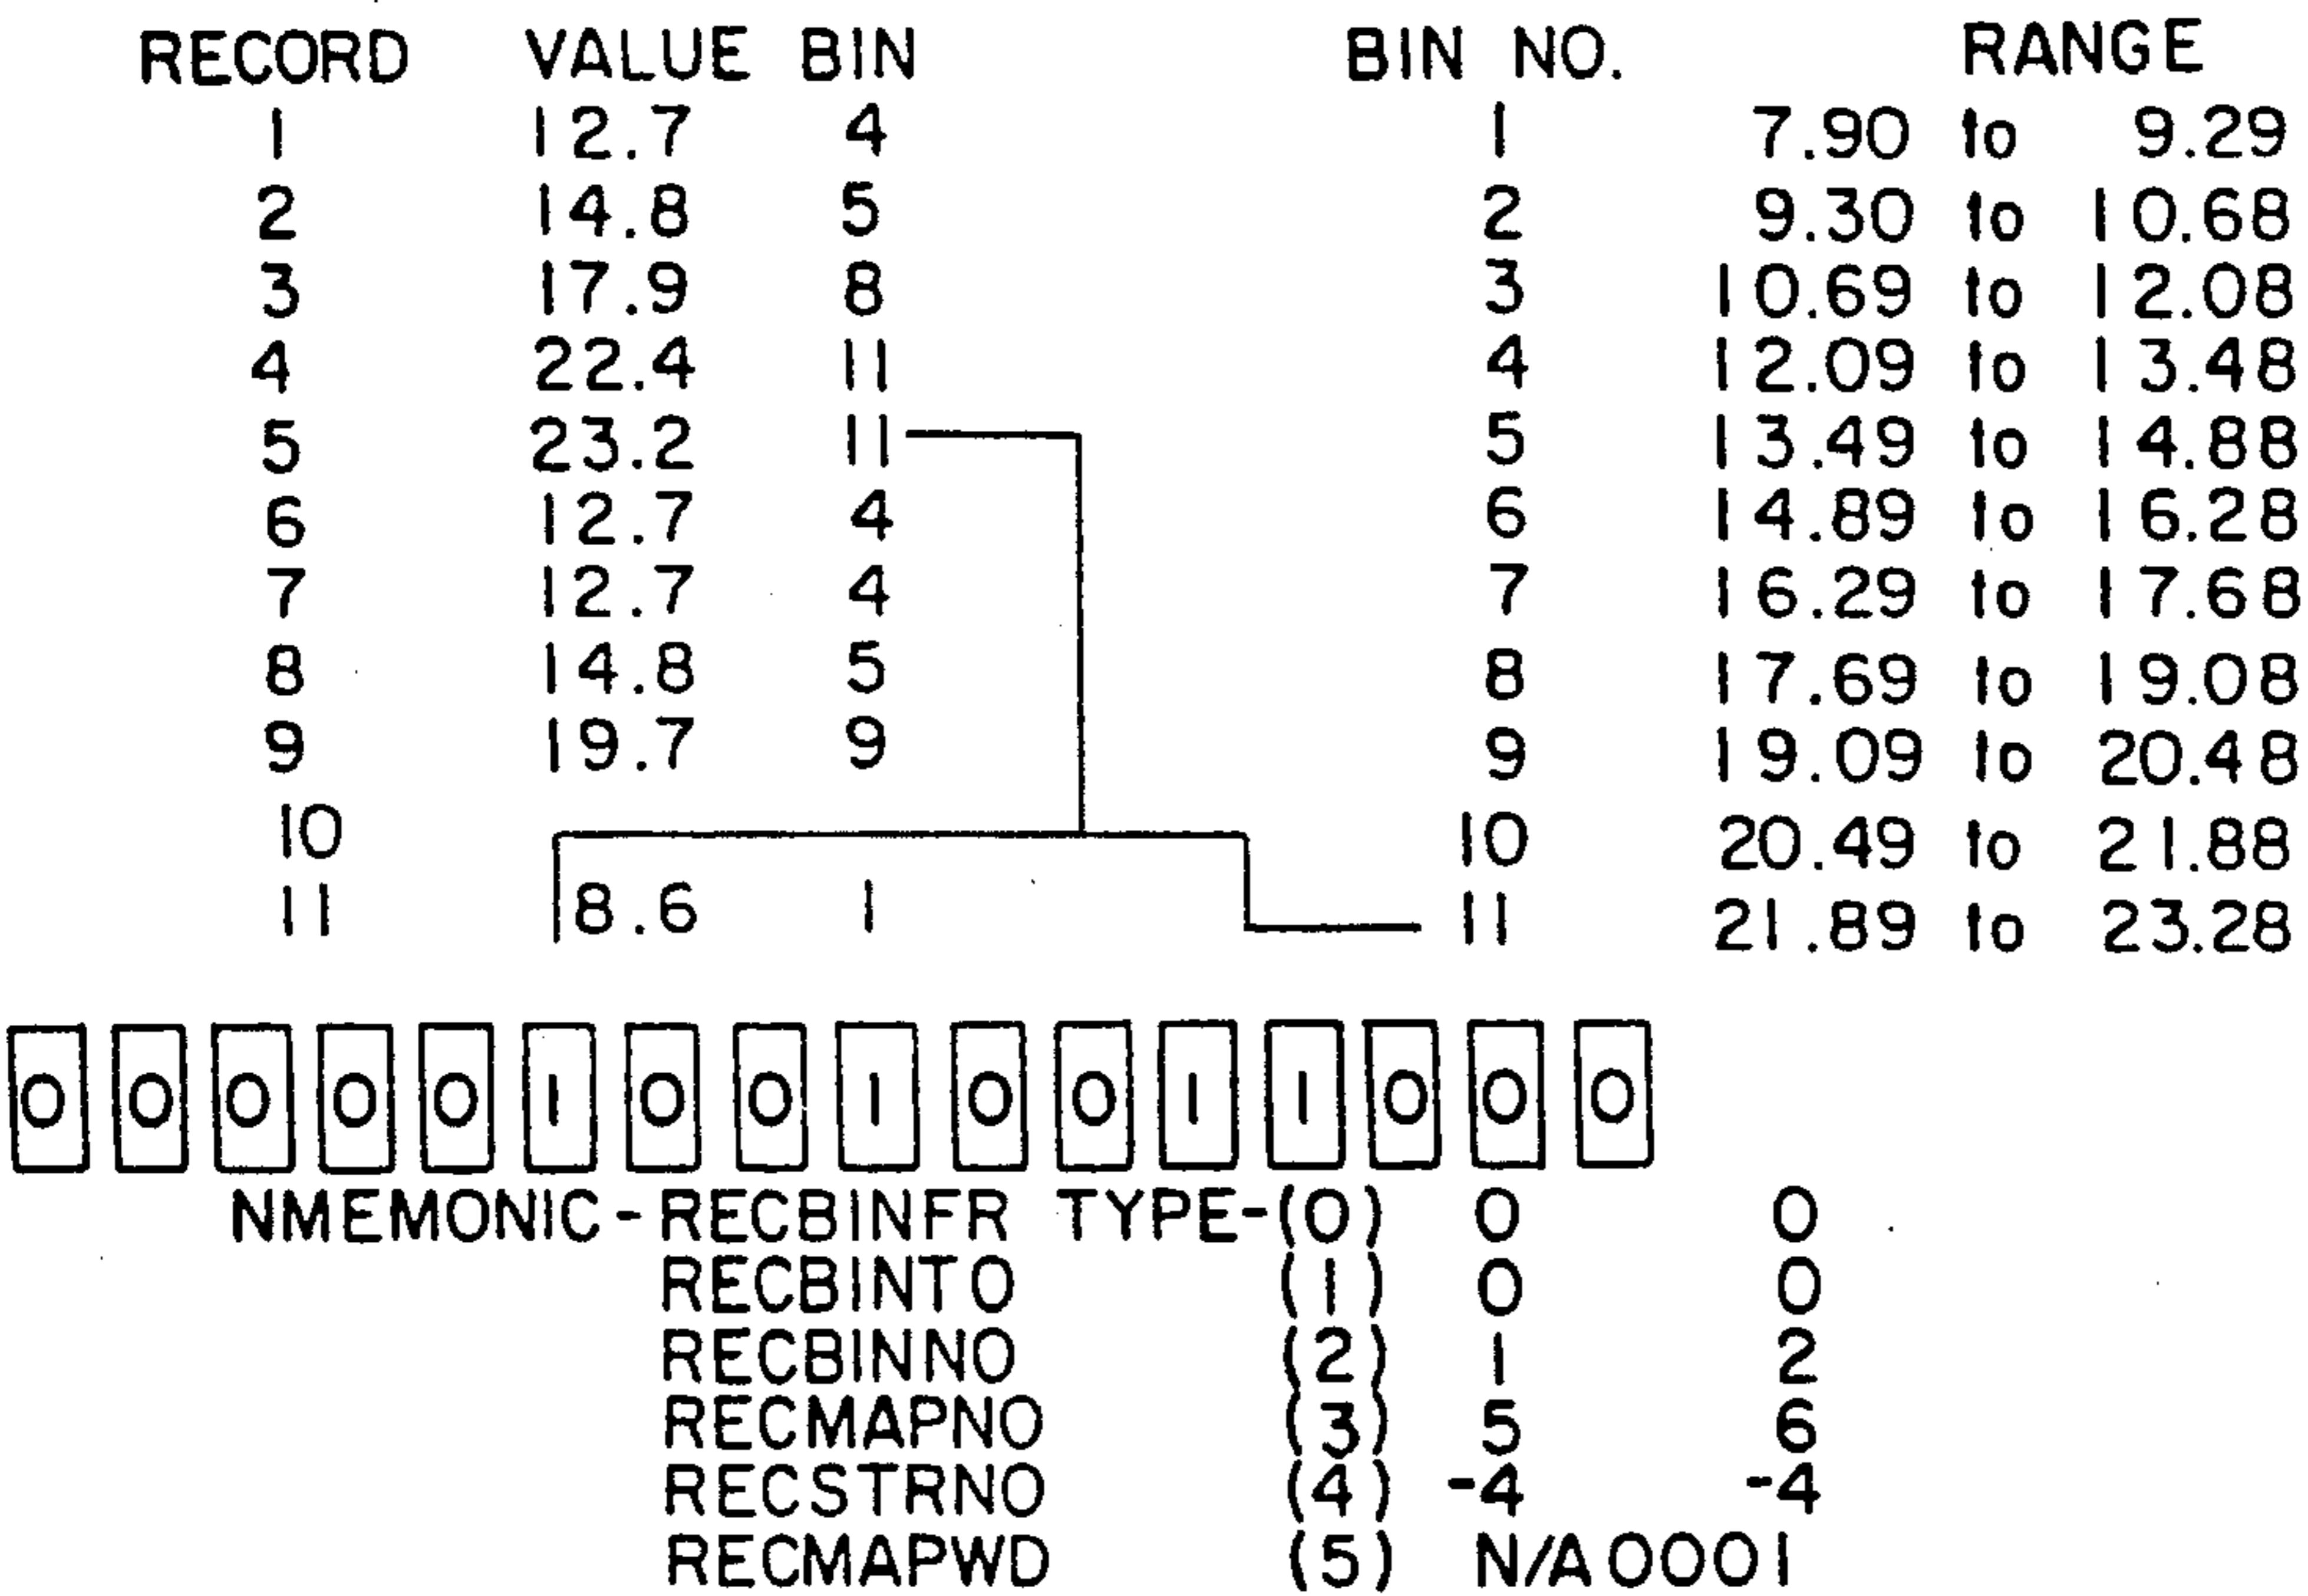 RECORD VALUE BIN BIN NO. RANGE
1 12.7 4 1 7.90 to 9.29
2 14.8 5 2 9.30 to 10.68
3 17.9 8 3 10.69 to 12.08
4 22.4 11 4 12.09 to 13.48
5 23.2 11 5 13.49 to 14.88
6 12.7 4 6 14.89 to 16.28
7 12.7 4 7 16.29 to 17.68
8 14.8 5 8 17.69 to 19.08
9 19.7 9 9 19.09 to 20.48
10 10 20.49 to 21.88
11 8.6 1 11 21.89 to 23.28
0 0 0 0 0 1 0 0 1 0 0 1 1 0 0 0
NMEMONIC-RECBINFR TYPE-(0) 0 0
RECBINTO (1) 0 0
RECBINNO (2) 1 2
RECMAPNO (3) 5 6
RECSTRNO (4) -4 -4
RECMAPWD (5) N/A 0001